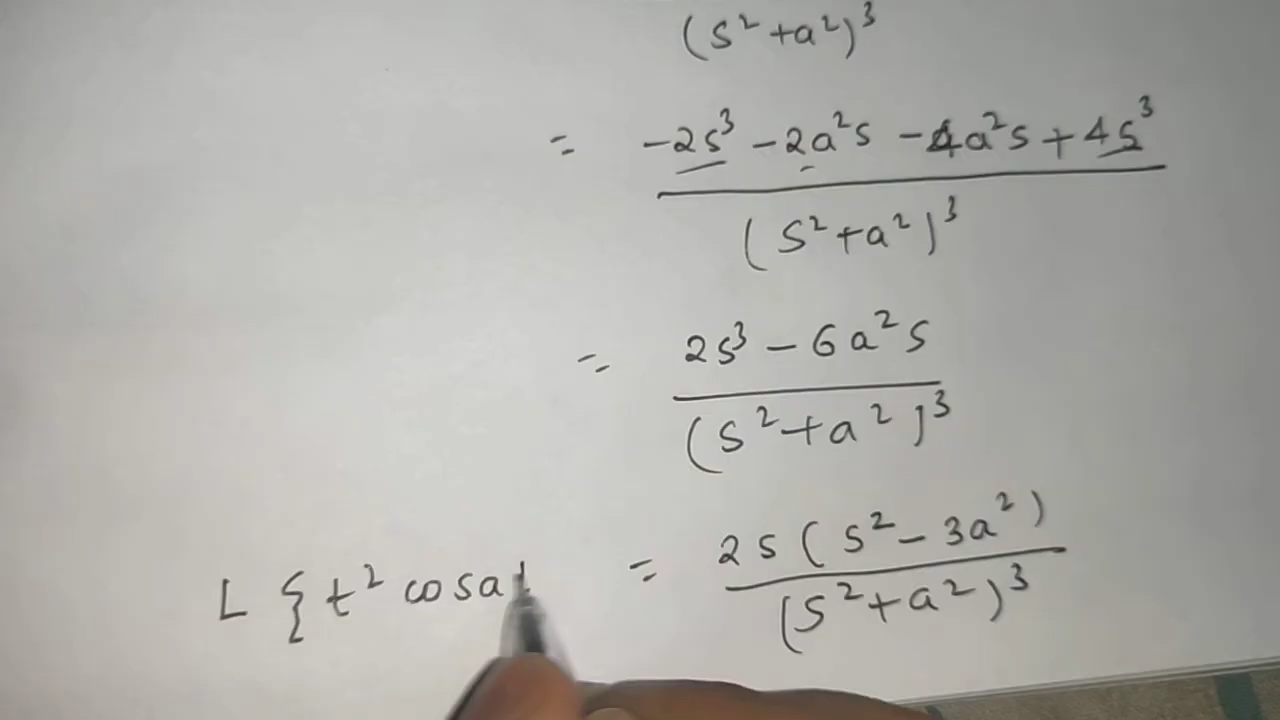 (s²+a²)³
= -2s³ - 2a²s - 4a²s + 4s³
(s²+a²)³
= 2s³ - 6a²s
(s²+a²)³
L { t² cosat = 2s(s² - 3a²)
(s²+a²)³